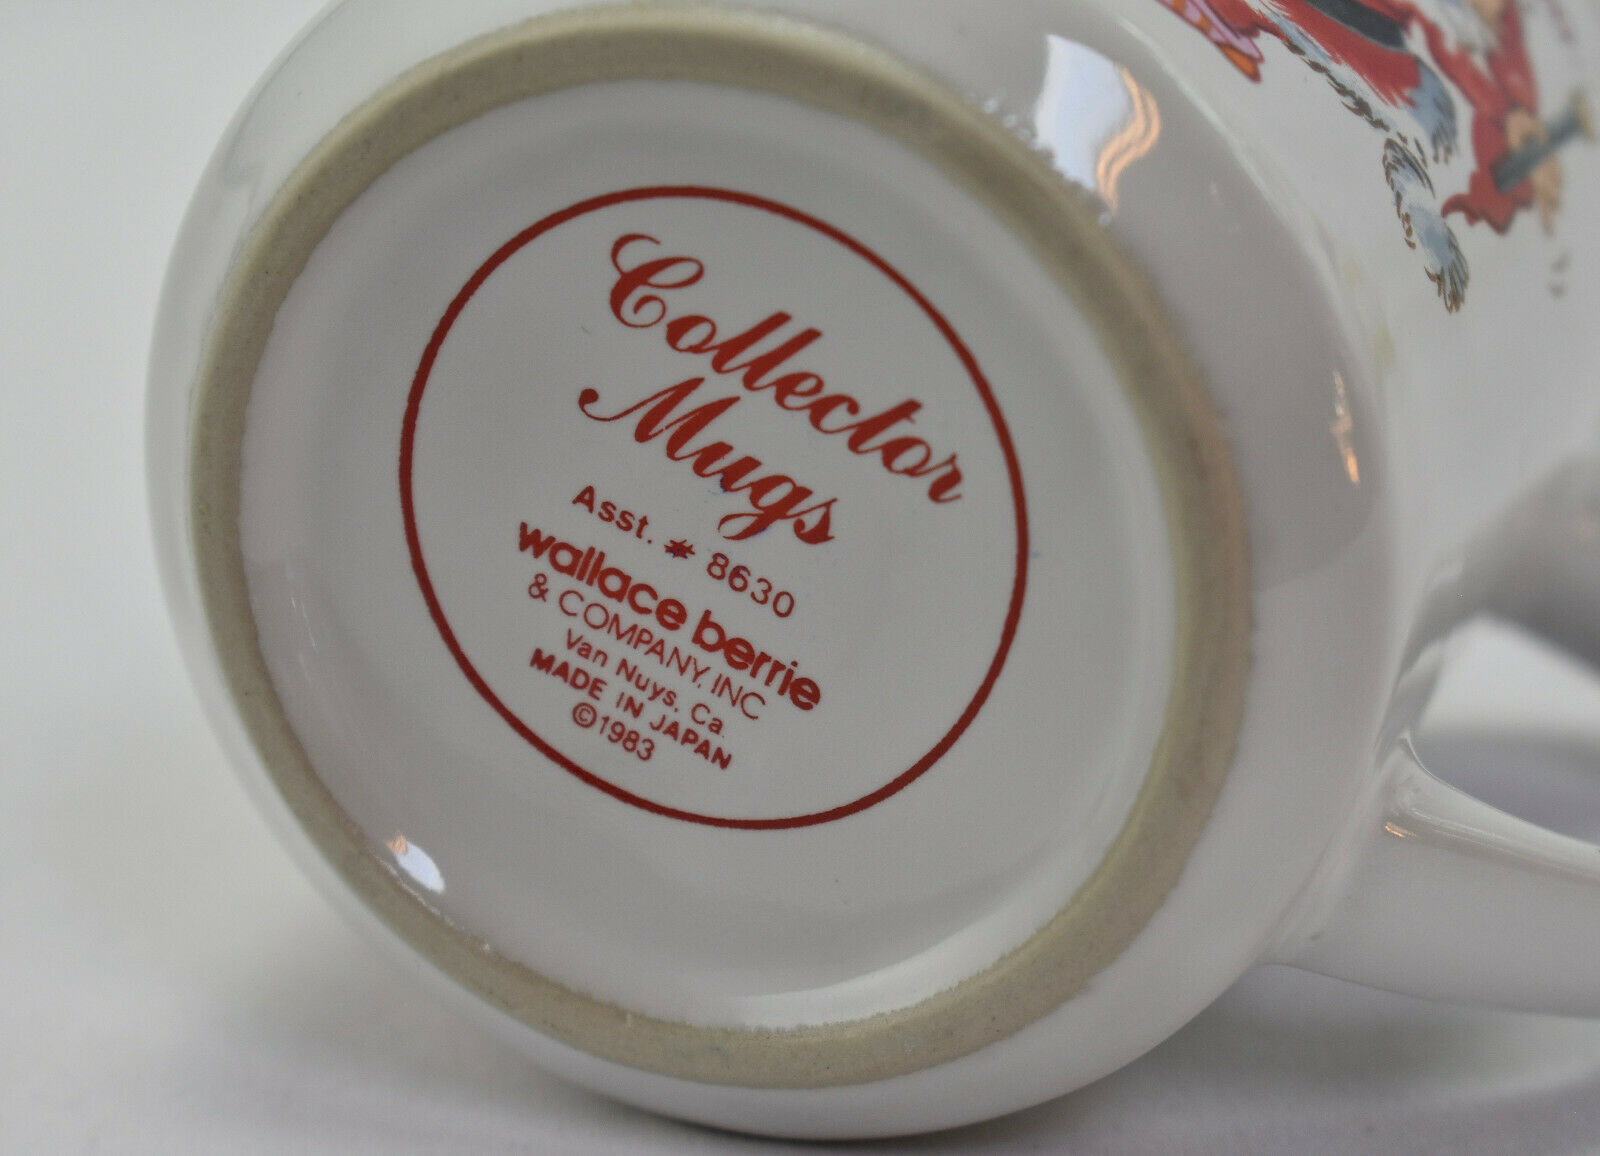 Collector
Mugs
Asst. # 8630
wallace berrie
& COMPANY, INC
Van Nuys, Ca.
MADE IN JAPAN
©1983